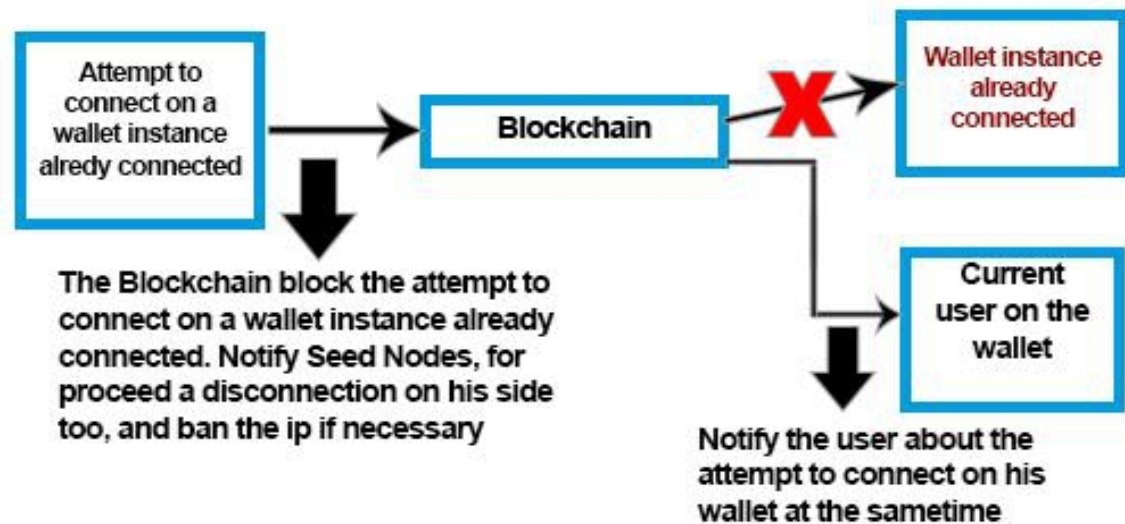 Attempt to
connect on a
wallet instance
alredy connected
Blockchain
Wallet instance
already
connected
The Blockchain block the attempt to
connect on a wallet instance already
connected. Notify Seed Nodes, for
proceed a disconnection on his side
too, and ban the ip if necessary
Current
user on the
wallet
Notify the user about the
attempt to connect on his
wallet at the sametime